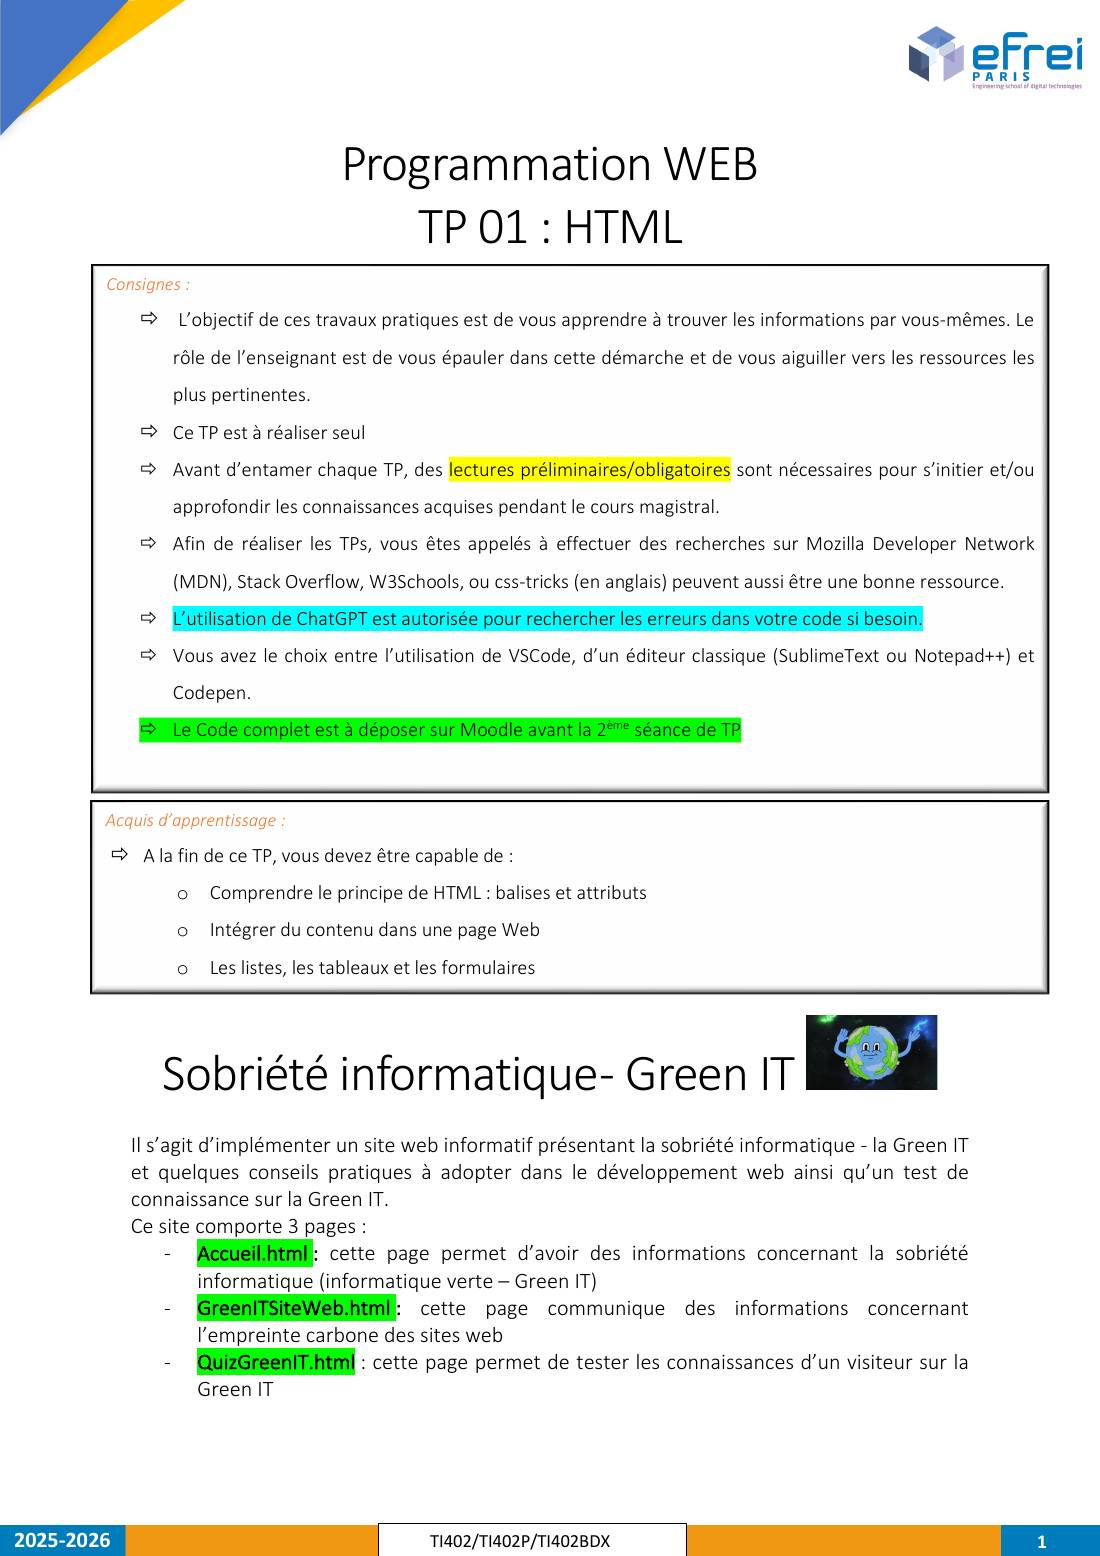 efrei
PARIS
Engineering school of digital technologies
Programmation WEB
TP 01 : HTML
Consignes :
⇨ L’objectif de ces travaux pratiques est de vous apprendre à trouver les informations par vous-mêmes. Le
rôle de l’enseignant est de vous épauler dans cette démarche et de vous aiguiller vers les ressources les
plus pertinentes.
⇨ Ce TP est à réaliser seul
⇨ Avant d’entamer chaque TP, des lectures préliminaires/obligatoires sont nécessaires pour s’initier et/ou
approfondir les connaissances acquises pendant le cours magistral.
⇨ Afin de réaliser les TPs, vous êtes appelés à effectuer des recherches sur Mozilla Developer Network
(MDN), Stack Overflow, W3Schools, ou css-tricks (en anglais) peuvent aussi être une bonne ressource.
⇨ L’utilisation de ChatGPT est autorisée pour rechercher les erreurs dans votre code si besoin.
⇨ Vous avez le choix entre l’utilisation de VSCode, d’un éditeur classique (SublimeText ou Notepad++) et
Codepen.
⇨ Le Code complet est à déposer sur Moodle avant la 2ème séance de TP
Acquis d’apprentissage :
⇨ A la fin de ce TP, vous devez être capable de :
o Comprendre le principe de HTML : balises et attributs
o Intégrer du contenu dans une page Web
o Les listes, les tableaux et les formulaires
Sobriété informatique- Green IT
Il s’agit d’implémenter un site web informatif présentant la sobriété informatique - la Green IT
et quelques conseils pratiques à adopter dans le développement web ainsi qu’un test de
connaissance sur la Green IT.
Ce site comporte 3 pages :
- Accueil.html : cette page permet d’avoir des informations concernant la sobriété
informatique (informatique verte – Green IT)
- GreenITSiteWeb.html : cette page communique des informations concernant
l’empreinte carbone des sites web
- QuizGreenIT.html : cette page permet de tester les connaissances d’un visiteur sur la
Green IT
2025-2026
TI402/TI402P/TI402BDX
1